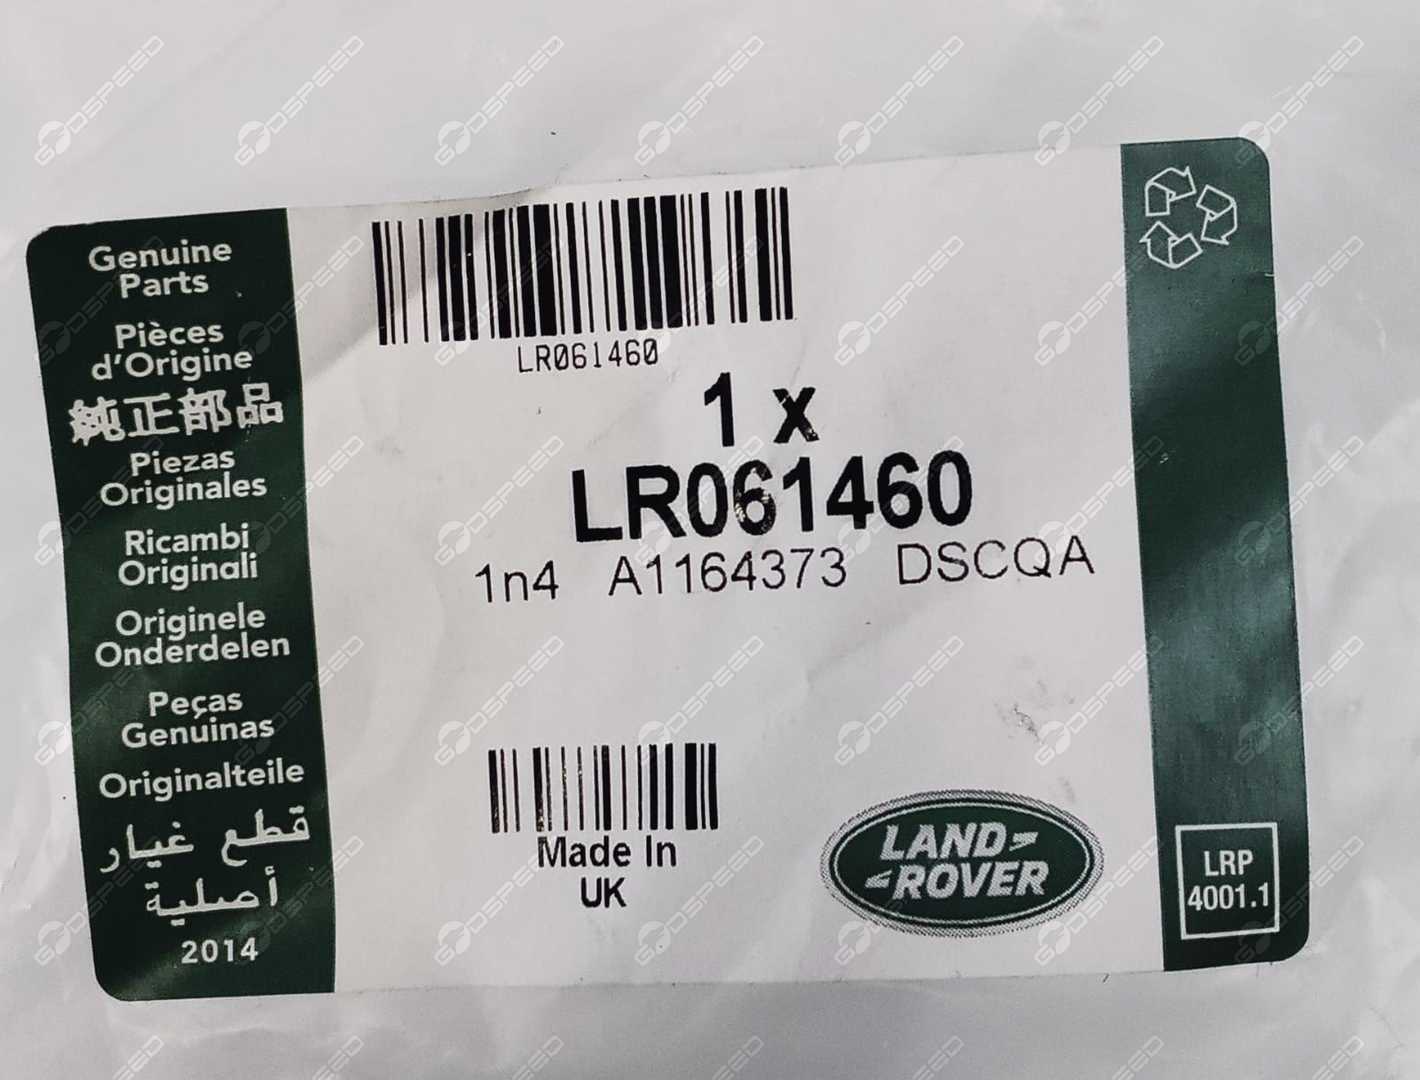 Genuine
Parts
Pièces
d'Origine
純正部品
Piezas
Originales
Ricambi
Originali
Originele
Onderdelen
Peças
Genuinas
Originalteile
قطع غيار
أصلية
2014
LR061460
1 x
LR061460
1n4 A1164373 DSCQA
Made In
UK
LAND
ROVER
LRP
4001.1
GOSPEED